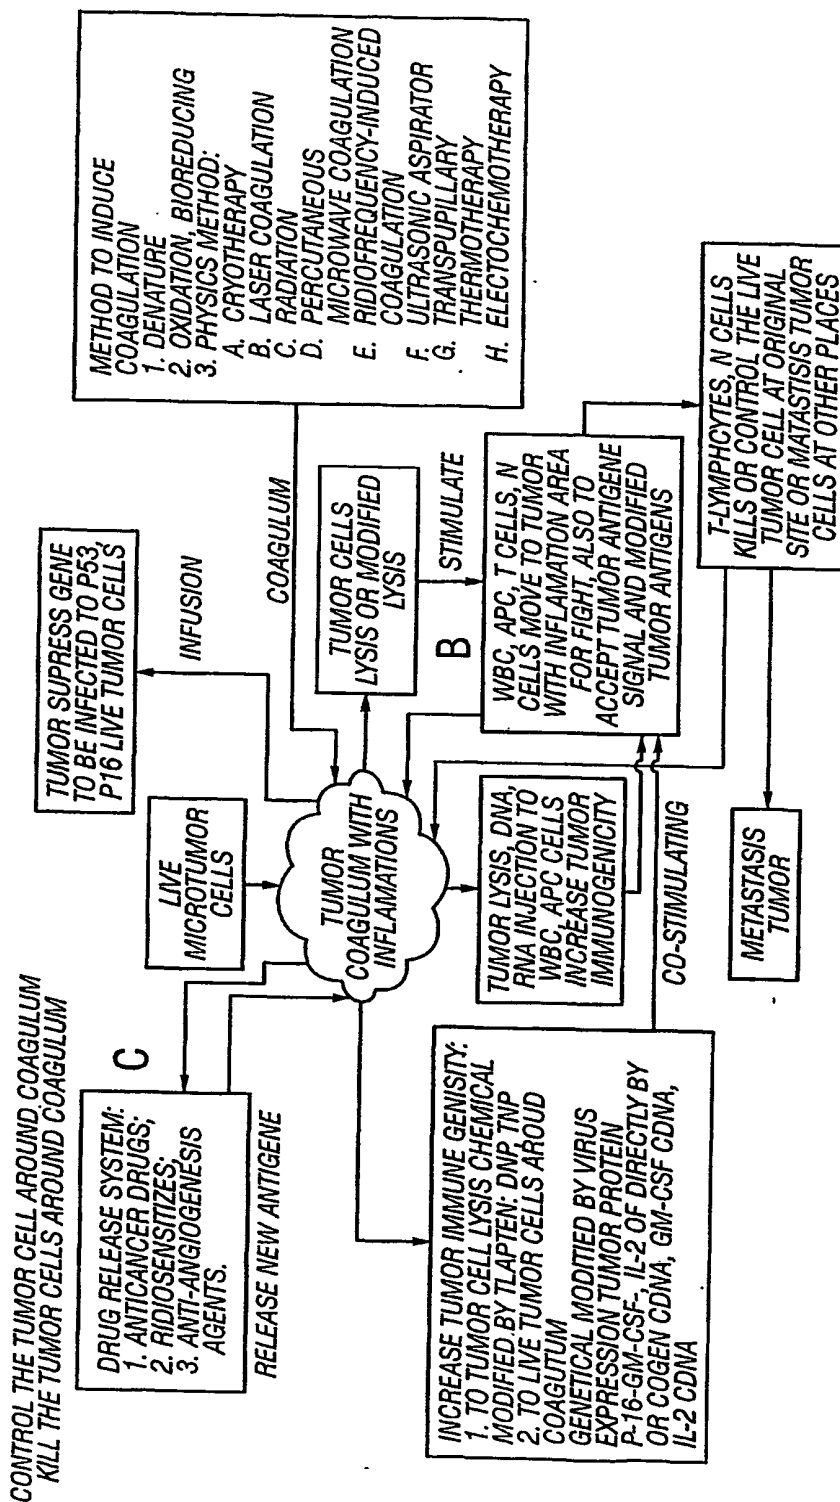 CONTROL THE TUMOR CELL AROUND COAGULUM
KILL THE TUMOR CELLS AROUND COAGULUM
C
DRUG RELEASE SYSTEM:
1. ANTICANCER DRUGS;
2. RIDIOSENSITIZES;
3. ANTI-ANGIOGENESIS
AGENTS.
RELEASE NEW ANTIGENE
LIVE
MICROTUMOR
CELLS
TUMOR SUPRESS GENE
TO BE INFECTED TO P53,
P16 LIVE TUMOR CELLS
INFUSION
METHOD TO INDUCE
COAGULATION
1. DENATURE
2. OXIDATION, BIOREDUCING
3. PHYSICS METHOD:
A. CRYOTHERAPY
B. LASER COAGULATION
C. RADIATION
D. PERCUTANEOUS
MICROWAVE COAGULATION
E. RIDIOFREQUENCY-INDUCED
COAGULATION
F. ULTRASONIC ASPIRATOR
G. TRANSPUPILLARY
THERMOTHERAPY
H. ELECTOCHEMOTHERAPY
COAGULUM
TUMOR
COAGULUM WITH
INFLAMATIONS
TUMOR CELLS
LYSIS OR MODIFIED
LYSIS
STIMULATE
B
INCREASE TUMOR IMMUNE GENISITY:
1. TO TUMOR CELL LYSIS CHEMICAL
MODIFIED BY TLAPTEN: DNP TNP
2. TO LIVE TUMOR CELLS AROUD
COAGUTUM
GENETICAL MODITIED BY VIRUS
EXPRESSION TUMOR PROTEIN
P-16-GM-CSF-, IL-2 OF DIRECTLY BY
OR COGEN CDNA, GM-CSF CDNA,
IL-2 CDNA
TUMOR LYSIS, DNA,
RNA INJECTION TO
WBC, APC CELLS
INCREASE TUMOR
IMMUNOGENICITY
WBC, APC, T CELLS, N
CELLS MOVE TO TUMOR
WITH INFLAMATION AREA
FOR FIGHT, ALSO TO
ACCEPT TUMOR ANTIGENE
SIGNAL AND MODIFIED
TUMOR ANTIGENS
CO-STIMULATING
METASTASIS
TUMOR
T-LYMPHCYTES, N CELLS
KILLS OR CONTROL THE LIVE
TUMOR CELL AT ORIGINAL
SITE OR MATASTISIS TUMOR
CELLS AT OTHER PLACES